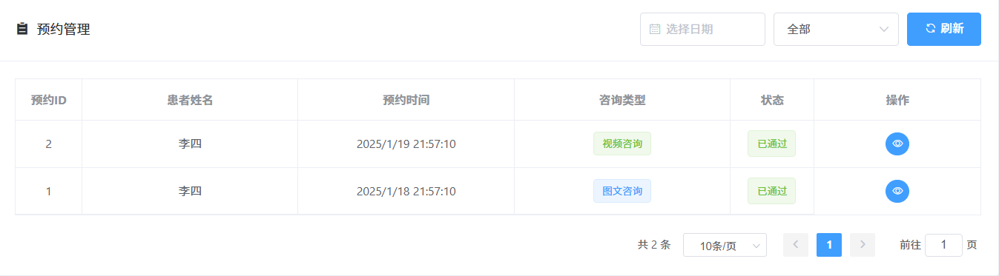 预约管理 选择日期 全部 刷新
预约ID 患者姓名 预约时间 咨询类型 状态 操作
2 李四 2025/1/19 21:57:10 视频咨询 已通过
1 李四 2025/1/18 21:57:10 图文咨询 已通过
共 2 条 10条/页 1 前往 1 页